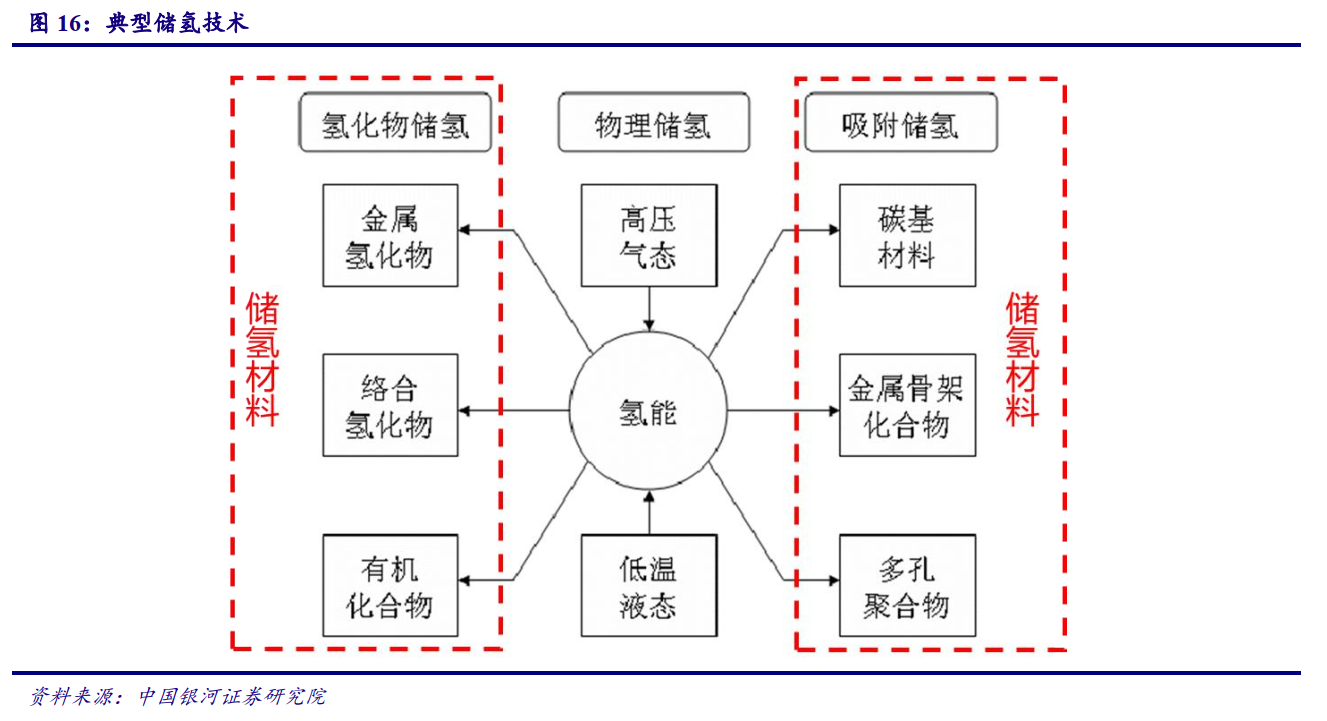 图 16：典型储氢技术
氢化物储氢
物理储氢
吸附储氢
金属
氢化物
高压
气态
碳基
材料
储氢材料
储氢材料
络合
氢化物
氢能
金属骨架
化合物
有机
化合物
低温
液态
多孔
聚合物
资料来源：中国银河证券研究院